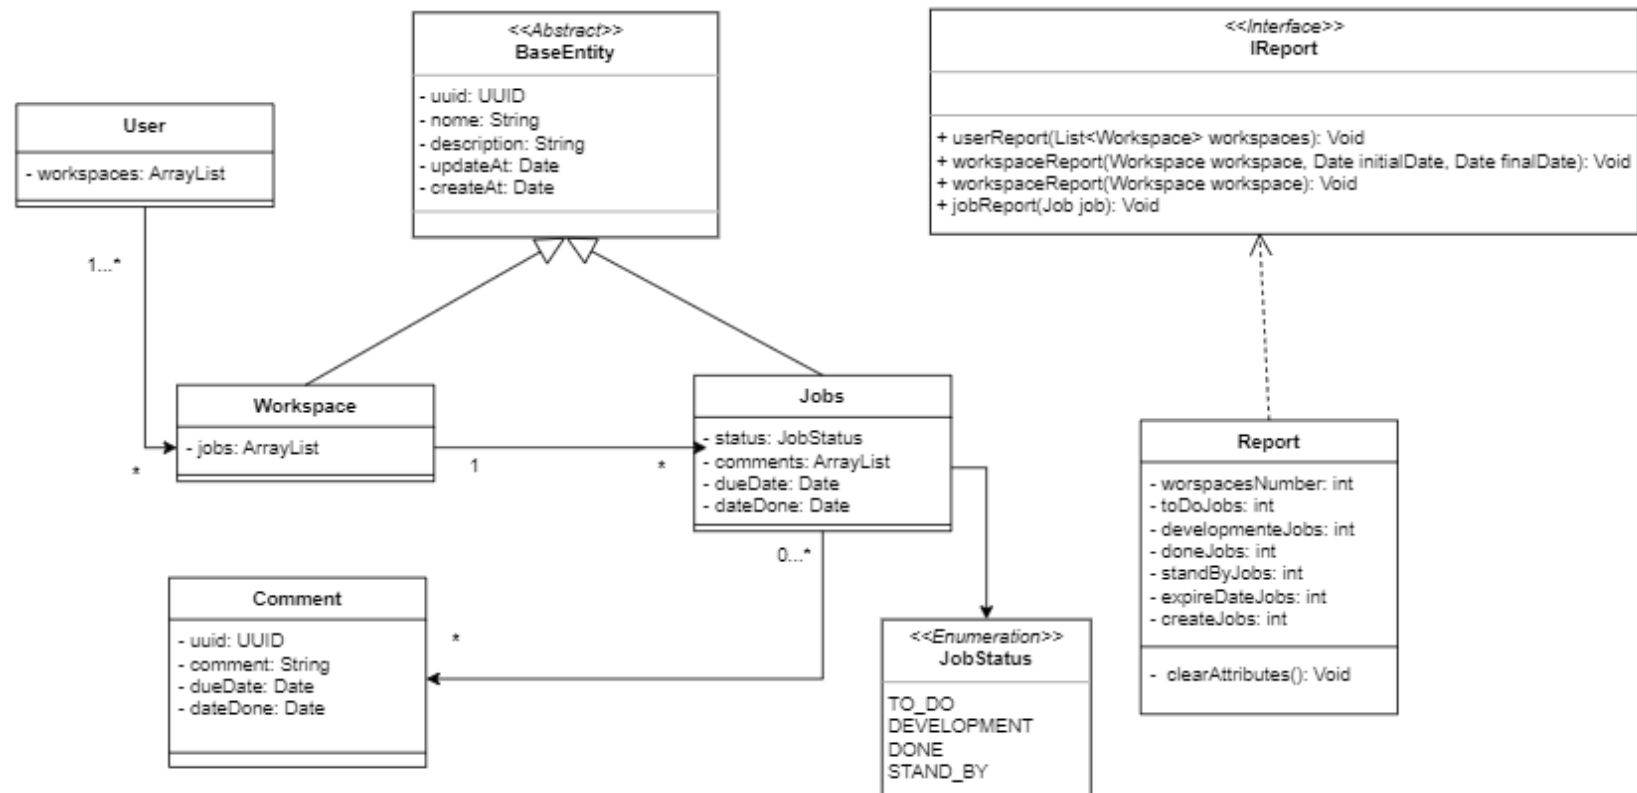 <<Abstract>>
BaseEntity
- uuid: UUID
- nome: String
- description: String
- updateAt: Date
- createAt: Date
<<Interface>>
IReport
+ userReport(List<Workspace> workspaces): Void
+ workspaceReport(Workspace workspace, Date initialDate, Date finalDate): Void
+ workspaceReport(Workspace workspace): Void
+ jobReport(Job job): Void
User
- workspaces: ArrayList
1...*
*
Workspace
- jobs: ArrayList
1
*
Jobs
- status: JobStatus
- comments: ArrayList
- dueDate: Date
- dateDone: Date
0...*
*
Comment
- uuid: UUID
- comment: String
- dueDate: Date
- dateDone: Date
<<Enumeration>>
JobStatus
TO_DO
DEVELOPMENT
DONE
STAND_BY
Report
- worspacesNumber: int
- toDoJobs: int
- developmenteJobs: int
- doneJobs: int
- standByJobs: int
- expireDateJobs: int
- createJobs: int
- clearAttributes(): Void